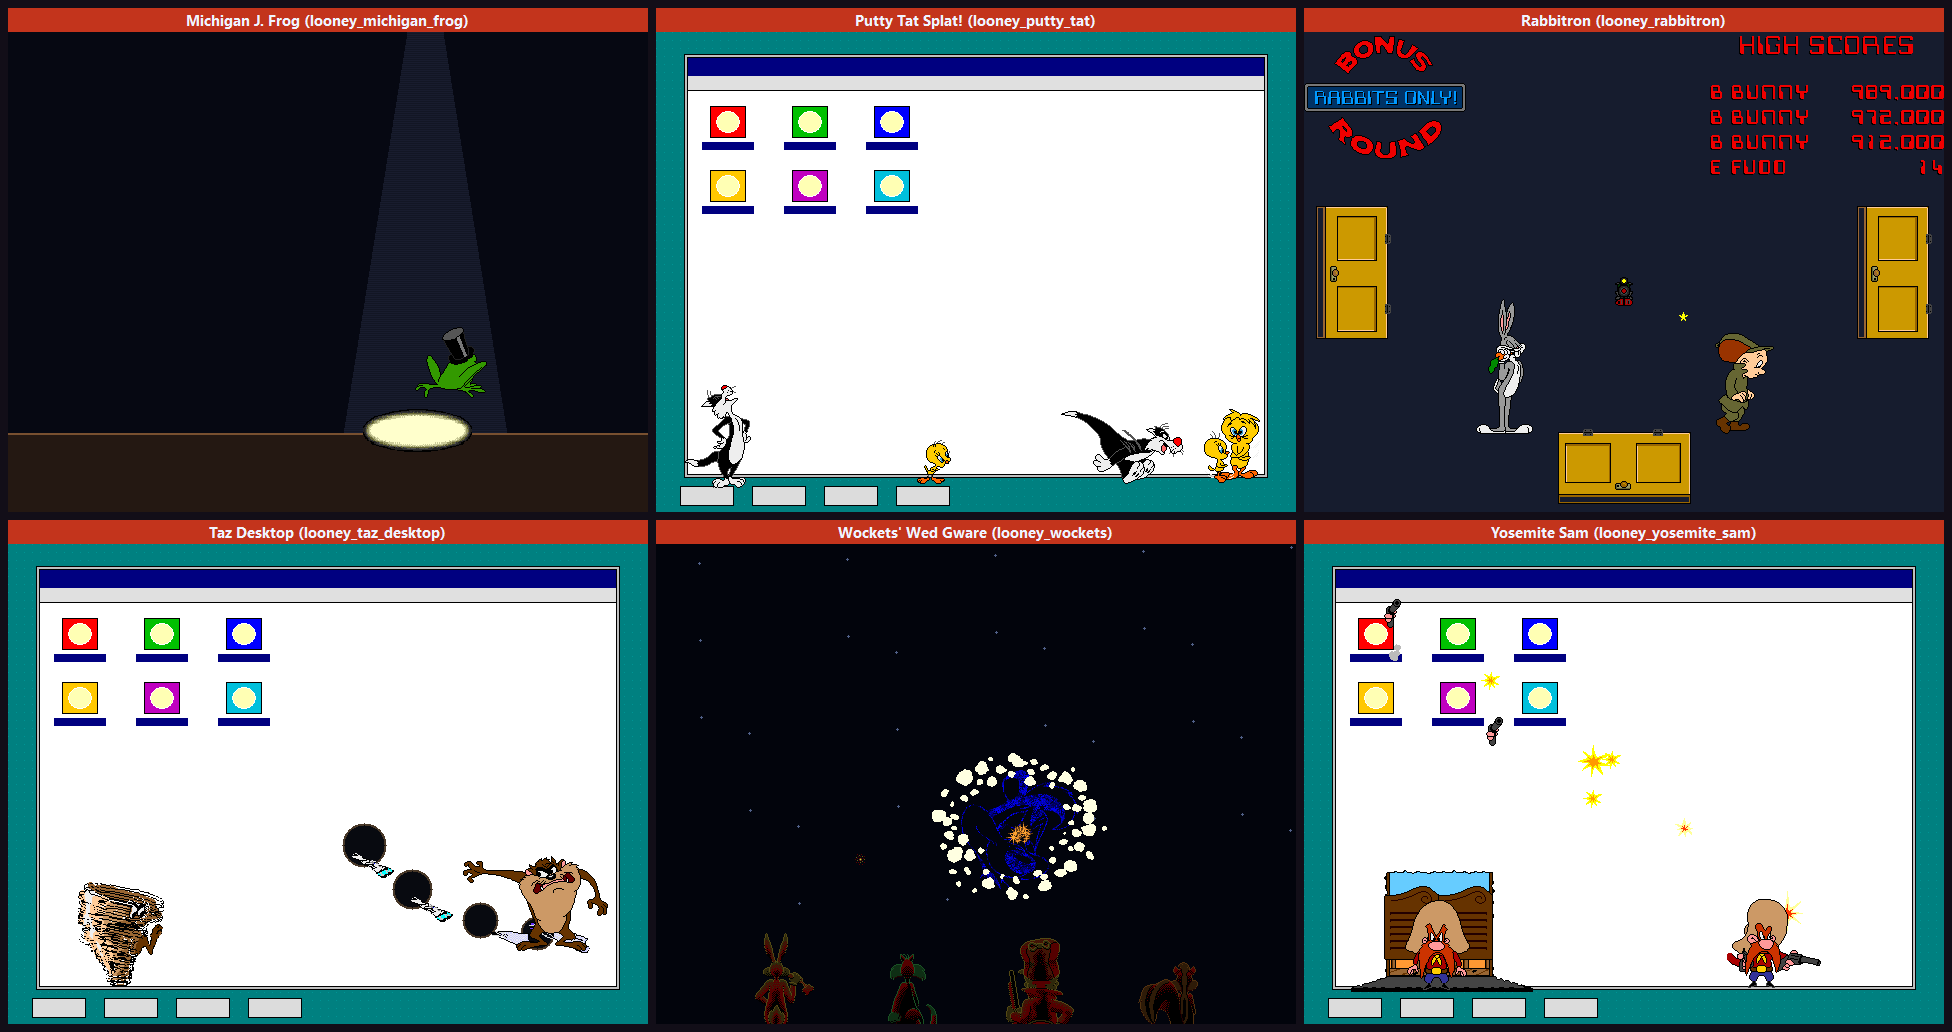 Michigan J. Frog (looney_michigan_frog)
Putty Tat Splat! (looney_putty_tat)
Rabbitron (looney_rabbitron)
BONUS
RABBITS ONLY!
ROUND
HIGH SCORES
B BUNNY 989.000
B BUNNY 972.000
B BUNNY 912.000
E FUDD 14
Taz Desktop (looney_taz_desktop)
Wockets' Wed Gware (looney_wockets)
Yosemite Sam (looney_yosemite_sam)